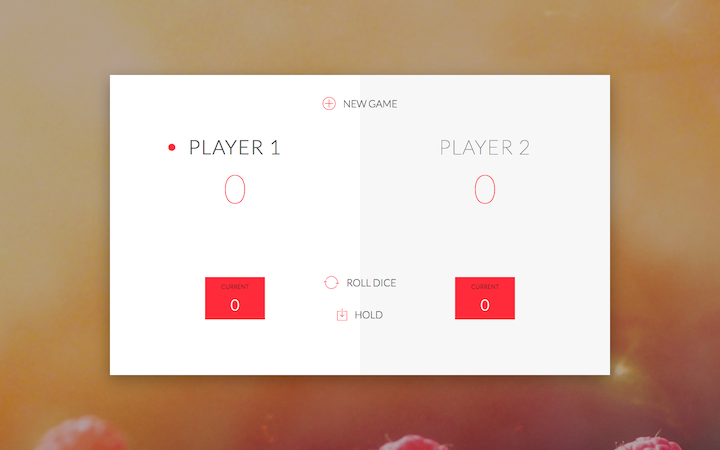 NEW GAME
PLAYER 1
0
PLAYER 2
0
CURRENT
0
ROLL DICE
HOLD
CURRENT
0